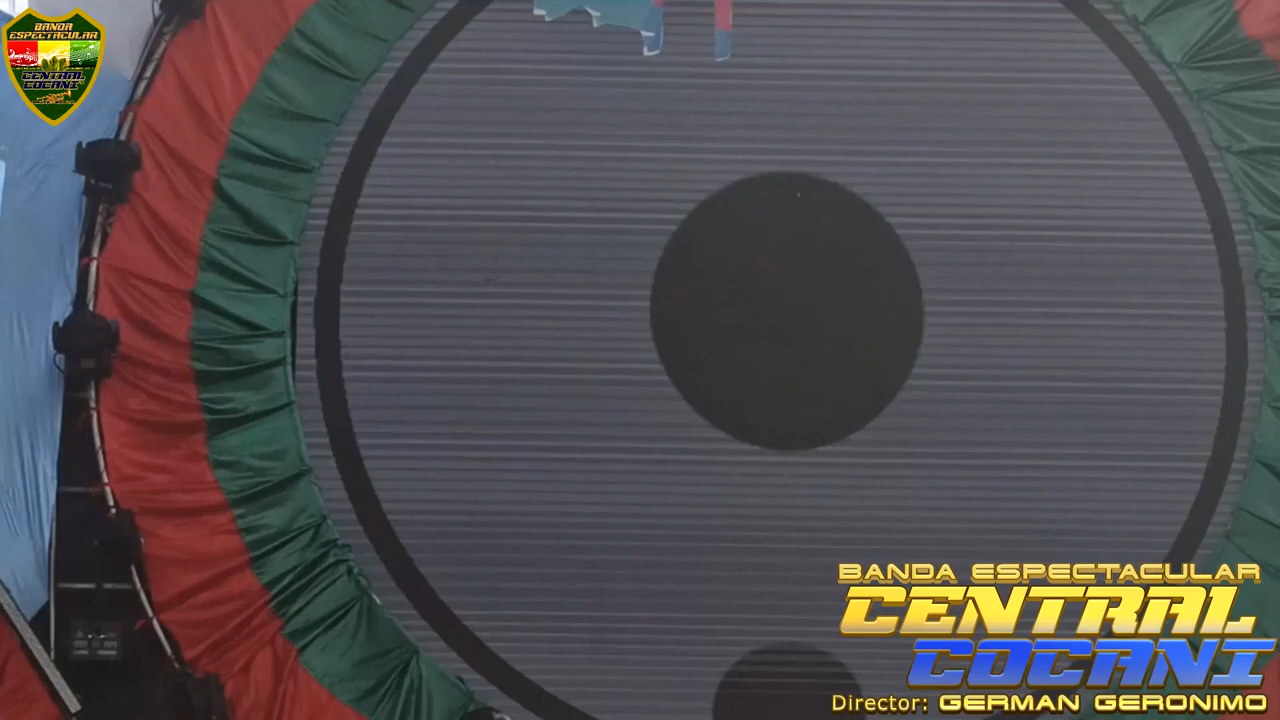 BANDA
ESPECTACULAR
CENTRAL
COCANI
BANDA ESPECTACULAR
CENTRAL
COCANI
Director: GERMAN GERONIMO